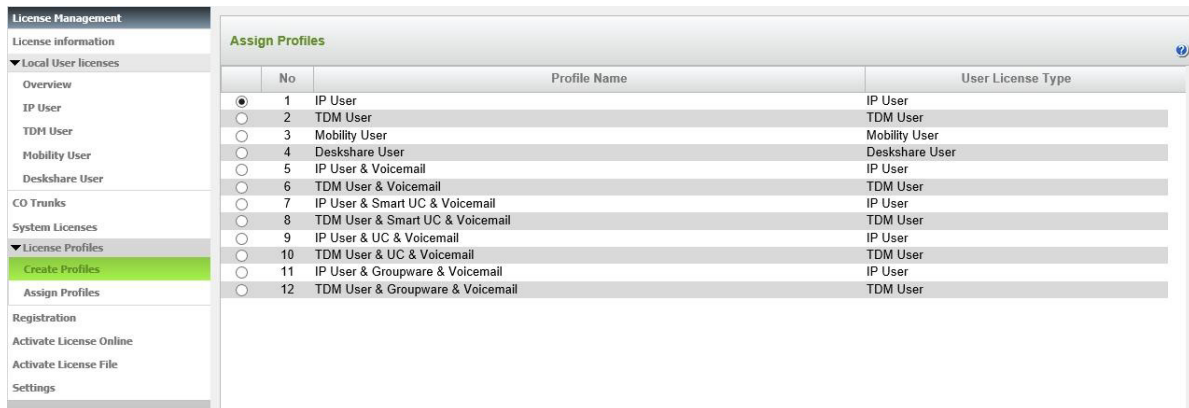 License Management
License information
Local User licenses
Overview
IP User
TDM User
Mobility User
Deskshare User
CO Trunks
System Licenses
License Profiles
Create Profiles
Assign Profiles
Registration
Activate License Online
Activate License File
Settings
Assign Profiles
?
No Profile Name User License Type
1 IP User IP User
2 TDM User TDM User
3 Mobility User Mobility User
4 Deskshare User Deskshare User
5 IP User & Voicemail IP User
6 TDM User & Voicemail TDM User
7 IP User & Smart UC & Voicemail IP User
8 TDM User & Smart UC & Voicemail TDM User
9 IP User & UC & Voicemail IP User
10 TDM User & UC & Voicemail TDM User
11 IP User & Groupware & Voicemail IP User
12 TDM User & Groupware & Voicemail TDM User